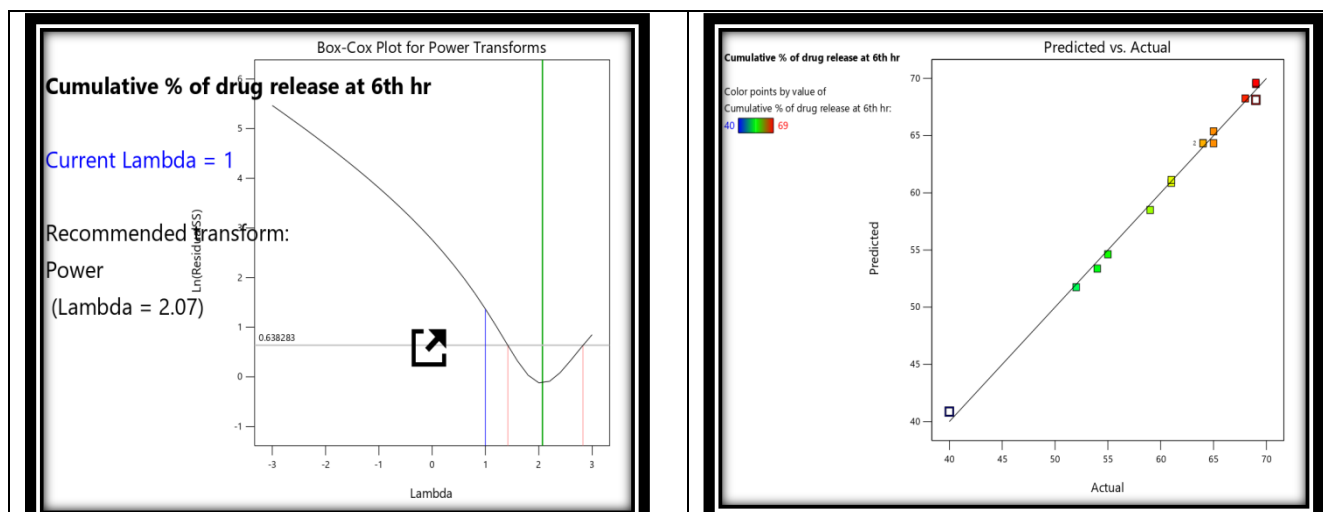 Box-Cox Plot for Power Transforms
Cumulative % of drug release at 6th hr
Current Lambda = 1
Recommended transform:
Power
(Lambda = 2.07)
Ln(ResidualSS)
6
5
4
3
2
1
0
-1
0.638283
-3 -2 -1 0 1 2 3
Lambda
Predicted vs. Actual
Cumulative % of drug release at 6th hr
Color points by value of
Cumulative % of drug release at 6th hr:
40 69
Predicted
70
65
60
55
50
45
40
2
40 45 50 55 60 65 70
Actual